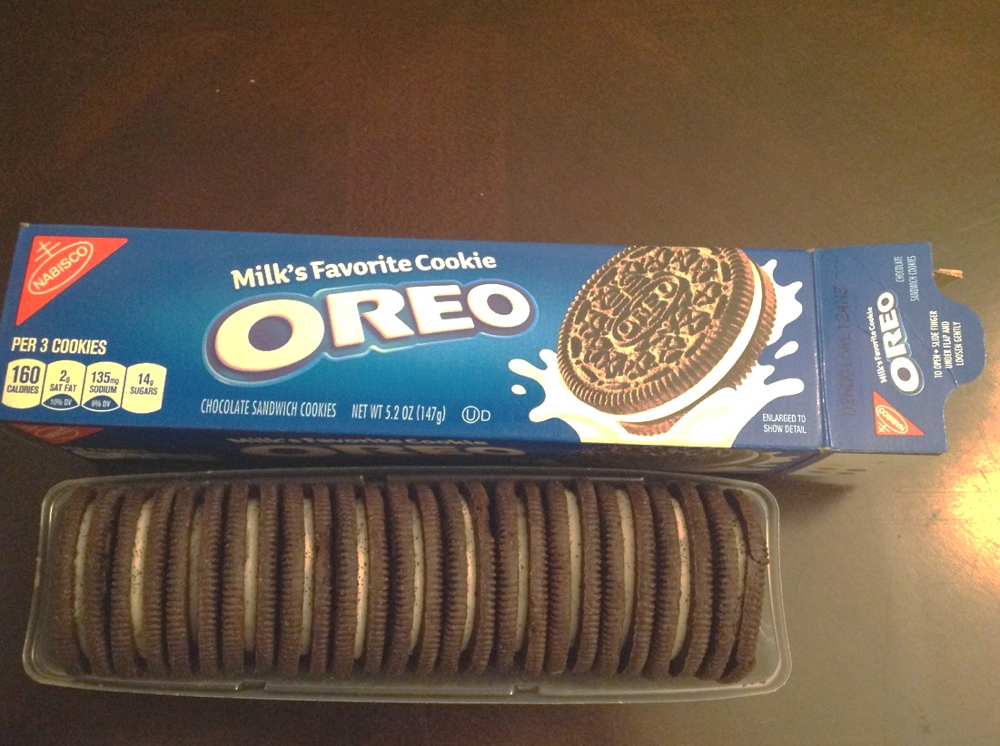 NABISCO
Milk's Favorite Cookie
OREO
PER 3 COOKIES
160
CALORIES
2g
SAT FAT
10% DV
135mg
SODIUM
6% DV
14g
SUGARS
CHOCOLATE SANDWICH COOKIES NET WT 5.2 OZ (147g) UD
OREO
ENLARGED TO
SHOW DETAIL
Milk's Favorite Cookie
OREO
CHOCOLATE
SANDWICH COOKIES
NABISCO
TO OPEN • SLIDE FINGER
UNDER FLAP AND
LOOSEN GENTLY
Milk's Favorite Cookie
OREO